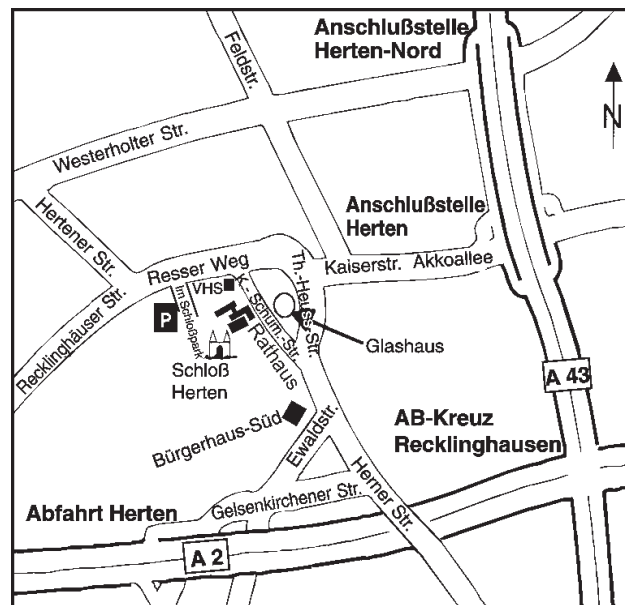 Anschlußstelle
Herten-Nord
Feldstr.
N
Westerholter Str.
Hertener Str.
Anschlußstelle
Herten
Resser Weg
Th.-Heuss Str.
Kaiserstr. Akkoallee
VHS
K.-Schum.-Str.
Im Schloßpark
P
Recklinghäuser Str.
Rathaus
Glashaus
Schloß
Herten
A 43
Bürgerhaus-Süd
Ewaldstr.
AB-Kreuz
Recklinghausen
Herner Str.
Gelsenkirchener Str.
Abfahrt Herten
A 2